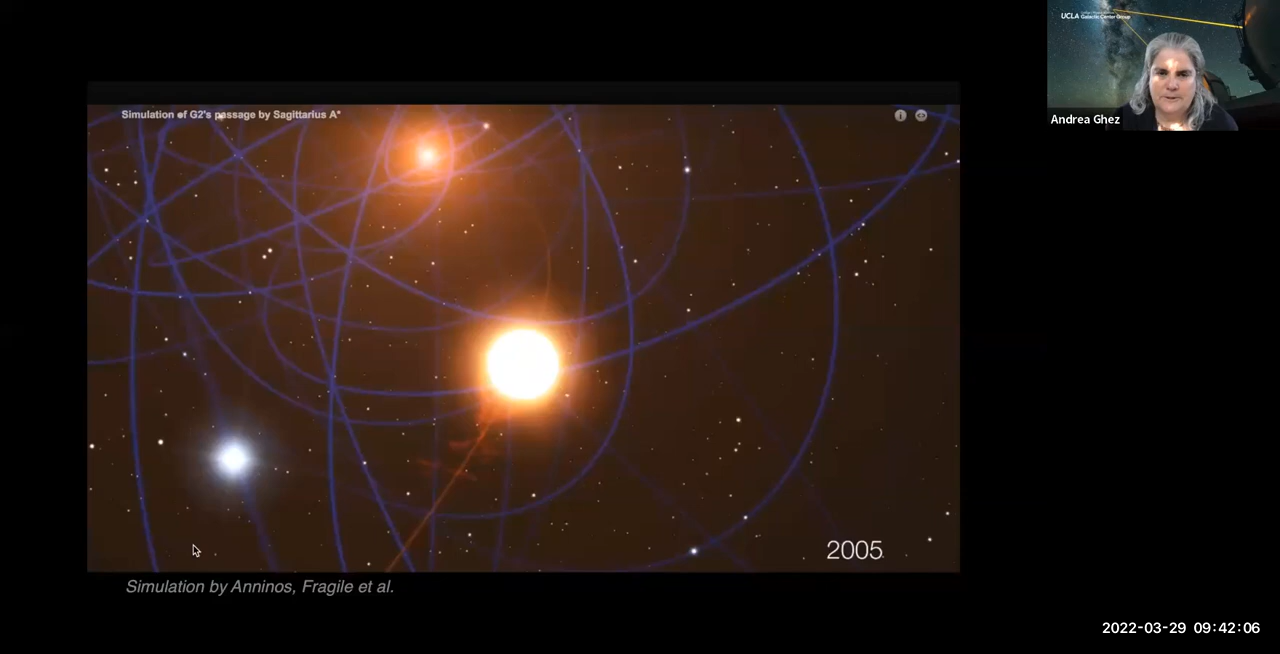 Simulation of G2's passage by Sagittarius A*
UCLA Galactic Center Group
Andrea Ghez
2005
Simulation by Anninos, Fragile et al.
2022-03-29 09:42:06